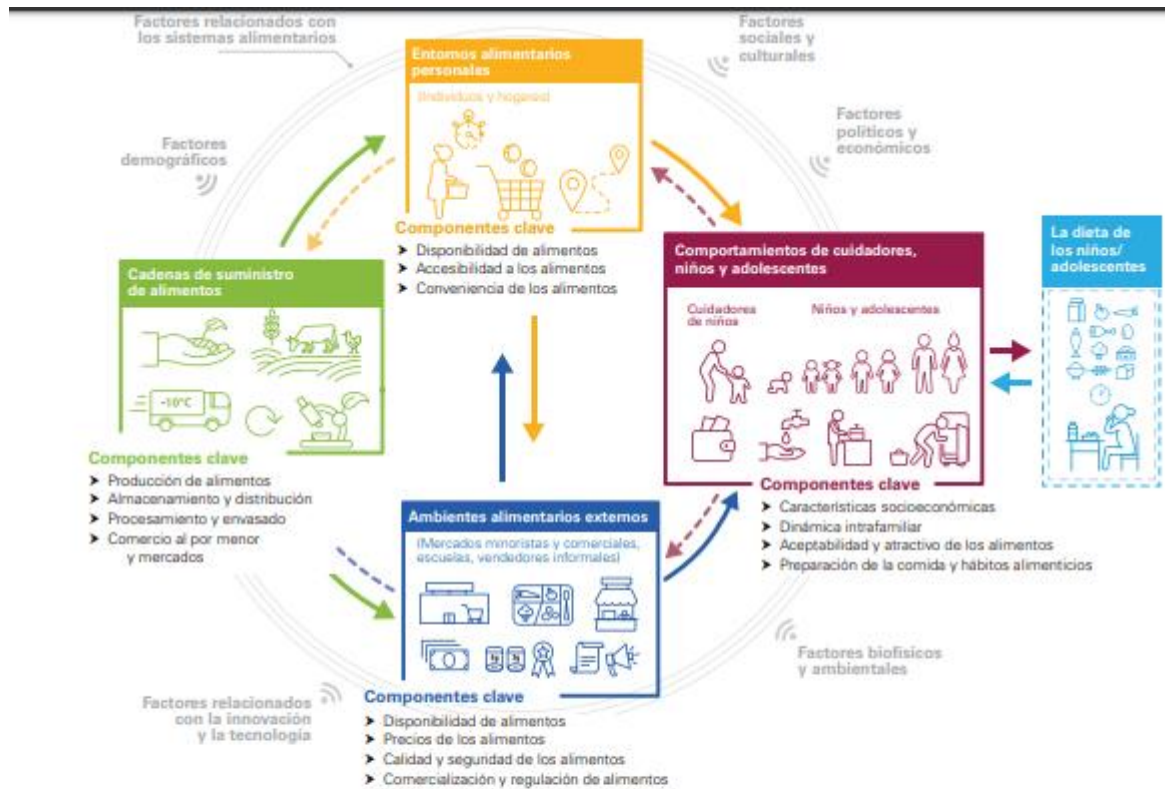 Factores relacionados con
los sistemas alimentarios
Factores
sociales y
culturales
Factores
políticos y
económicos
Factores
demográficos
Entornos alimentarios
personales
(Individuos y hogares)
Componentes clave
➤ Disponibilidad de alimentos
➤ Accesibilidad a los alimentos
➤ Conveniencia de los alimentos
Cadenas de suministro
de alimentos
-10°C
Componentes clave
➤ Producción de alimentos
➤ Almacenamiento y distribución
➤ Procesamiento y envasado
➤ Comercio al por menor
y mercados
Comportamientos de cuidadores,
niños y adolescentes
Cuidadores
de niños
Niños y adolescentes
Componentes clave
➤ Características socioeconómicas
➤ Dinámica intrafamiliar
➤ Aceptabilidad y atractivo de los alimentos
➤ Preparación de la comida y hábitos alimenticios
La dieta de
los niños/
adolescentes
Ambientes alimentarios externos
(Mercados minoristas y comerciales,
escuelas, vendedores informales)
Componentes clave
➤ Disponibilidad de alimentos
➤ Precios de los alimentos
➤ Calidad y seguridad de los alimentos
➤ Comercialización y regulación de alimentos
Factores biofísicos
y ambientales
Factores relacionados
con la innovación
y la tecnología